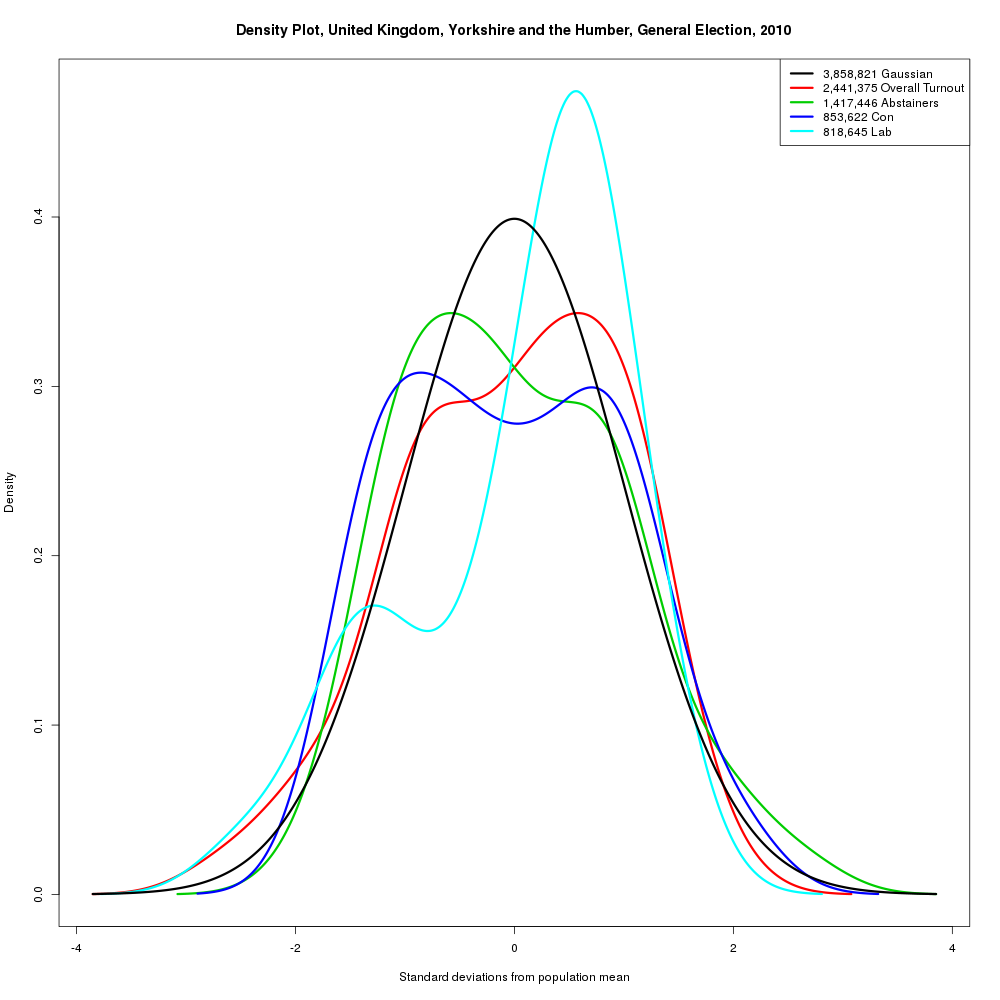 Density Plot, United Kingdom, Yorkshire and the Humber, General Election, 2010
3,858,821 Gaussian
2,441,375 Overall Turnout
1,417,446 Abstainers
853,622 Con
818,645 Lab
Density
0.4
0.3
0.2
0.1
0.0
-4 -2 0 2 4
Standard deviations from population mean